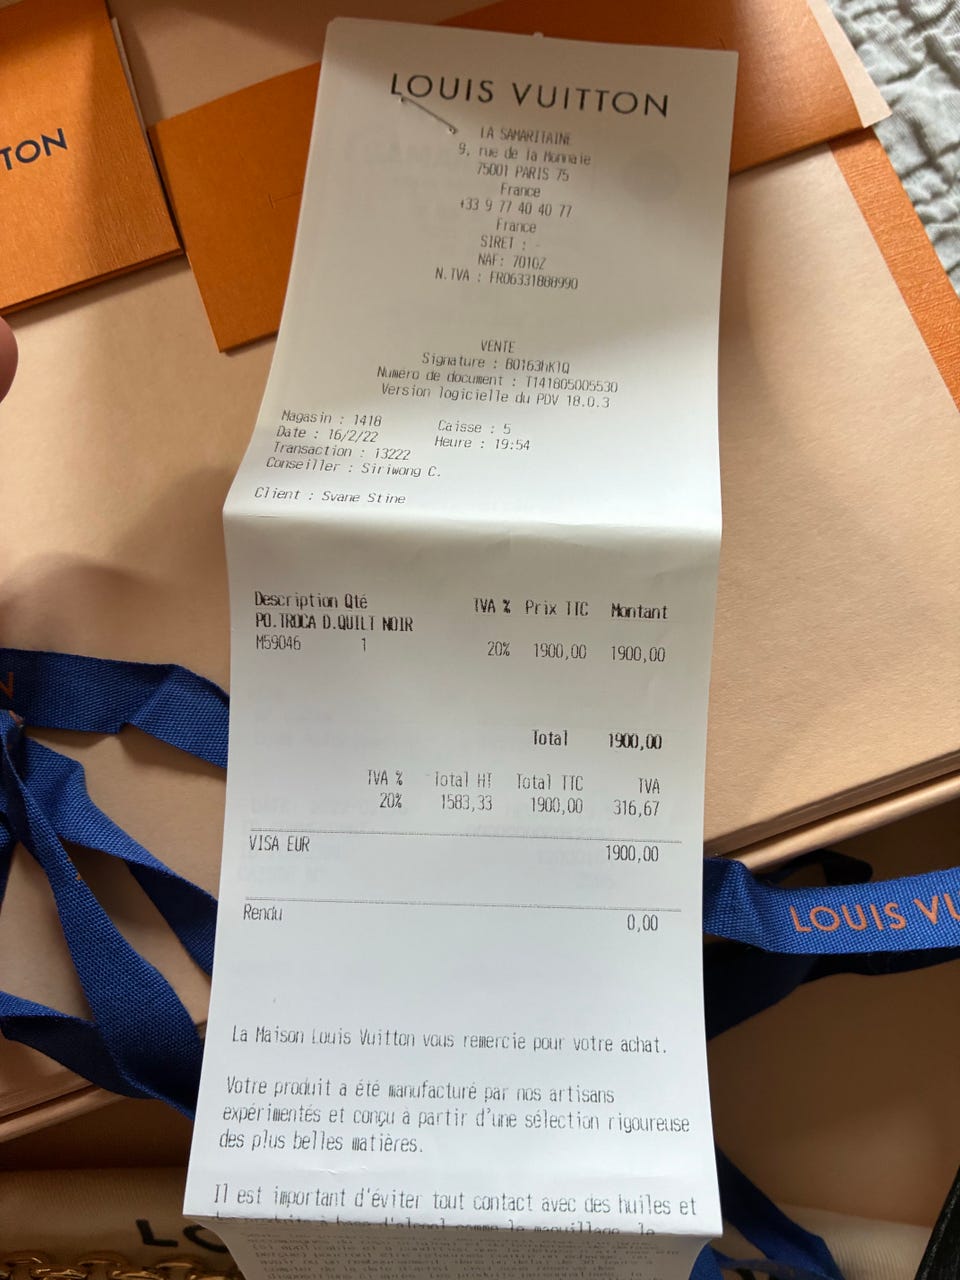 TON
LOUIS VUITTON
LA SAMARITAINE
9, rue de la Monnaie
75001 PARIS 75
France
+33 9 77 40 40 77
France
SIRET : -
NAF: 7010Z
N.TVA : FR06331888990
VENTE
Signature : B0163hK1Q
Numéro de document : T141805005530
Version logicielle du PDV 18.0.3
Magasin : 1418 Caisse : 5
Date : 16/2/22 Heure : 19:54
Transaction : 13222
Conseiller : Siriwong C.
Client : Svane Stine
Description Qté TVA % Prix TTC Montant
PO.TROCA D.QUILT NOIR
M59046 1 20% 1900,00 1900,00
Total 1900,00
TVA % Total HT Total TTC TVA
20% 1583,33 1900,00 316,67
VISA EUR 1900,00
Rendu 0,00
LOUIS VU
La Maison Louis Vuitton vous remercie pour votre achat.
Votre produit a été manufacturé par nos artisans
expérimentés et conçu à partir d'une sélection rigoureuse
des plus belles matières.
Il est important d'éviter tout contact avec des huiles et
LO